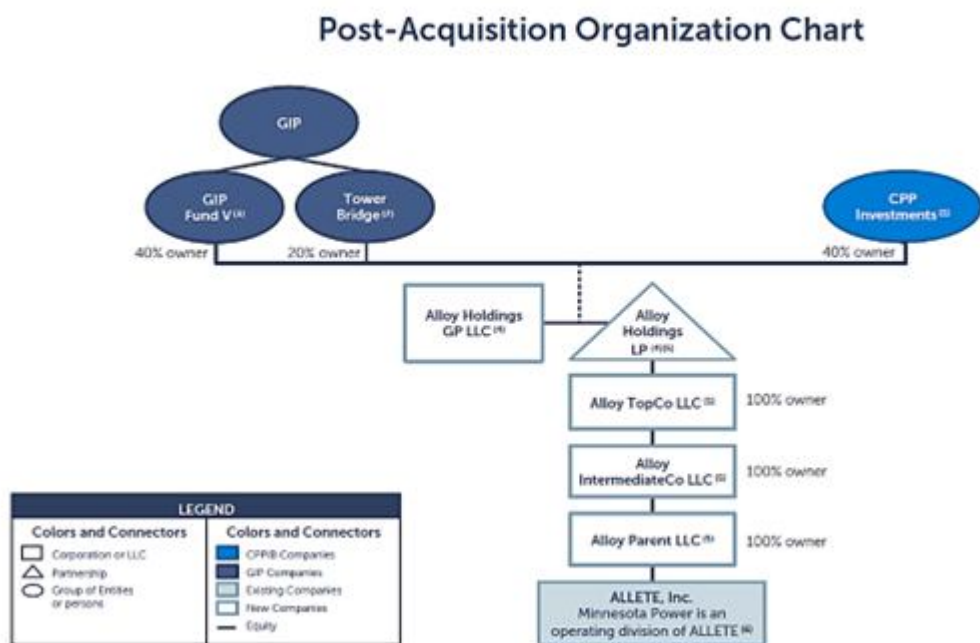 Post-Acquisition Organization Chart
GIP
GIP
Fund V
Tower
Bridge
CPP
Investments
40% owner
20% owner
40% owner
Alloy Holdings
GP LLC
Alloy
Holdings
LP
Alloy TopCo LLC
100% owner
Alloy
IntermediateCo LLC
100% owner
Alloy Parent LLC
100% owner
ALLETE, Inc.
Minnesota Power is an
operating division of ALLETE
LEGEND
Colors and Connectors
Corporation or LLC
Partnership
Group of Entities
or persons
Colors and Connectors
CPPIB Companies
GIP Companies
Existing Companies
New Companies
Equity